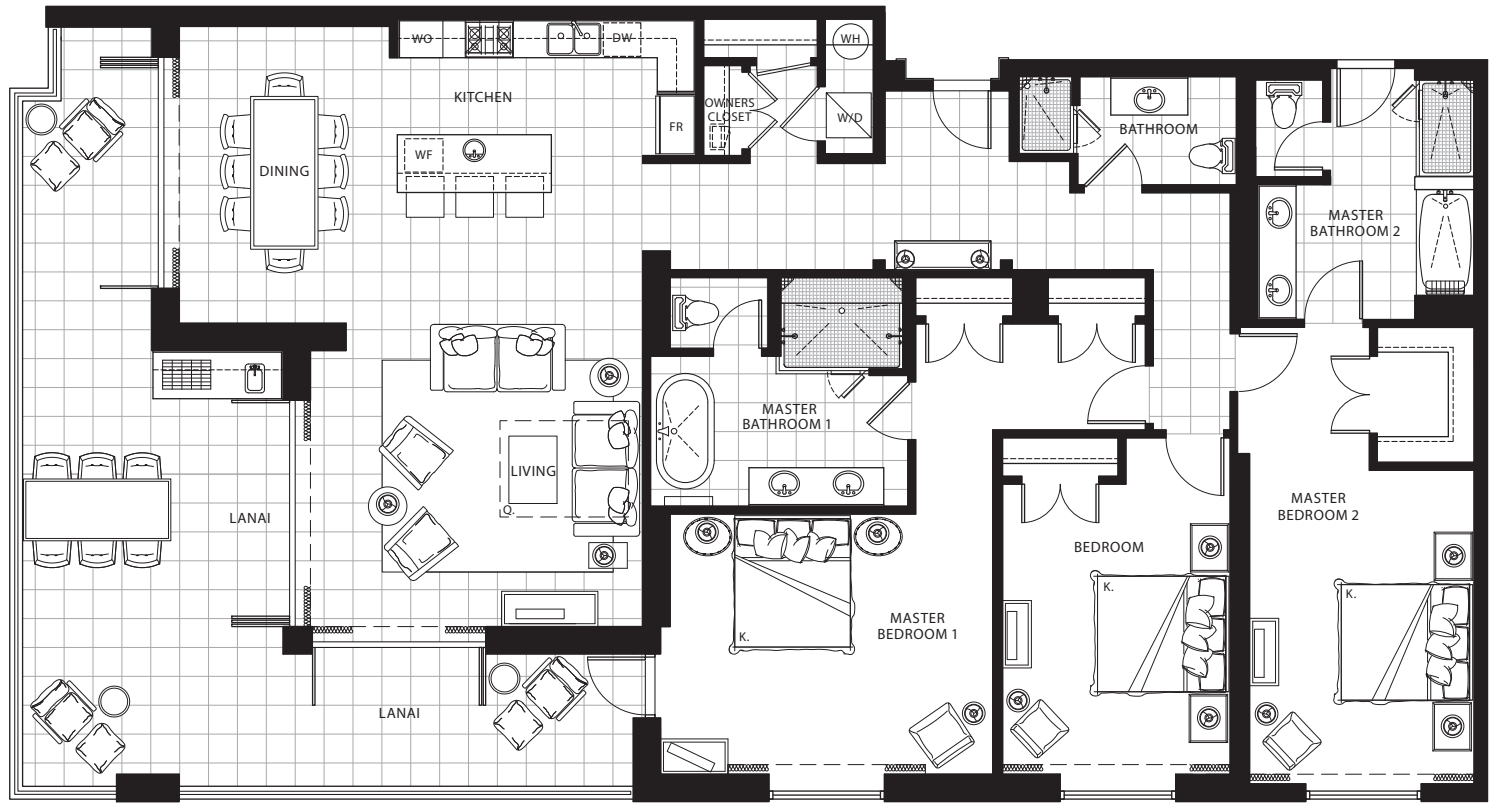 WO
DW
WH
KITCHEN
OWNERS
CLOSET
W/D
FR
BATHROOM
WF
DINING
MASTER
BATHROOM 2
MASTER
BATHROOM 1
LIVING
Q.
LANAI
MASTER
BEDROOM 2
BEDROOM
K.
K.
MASTER
BEDROOM 1
K.
LANAI